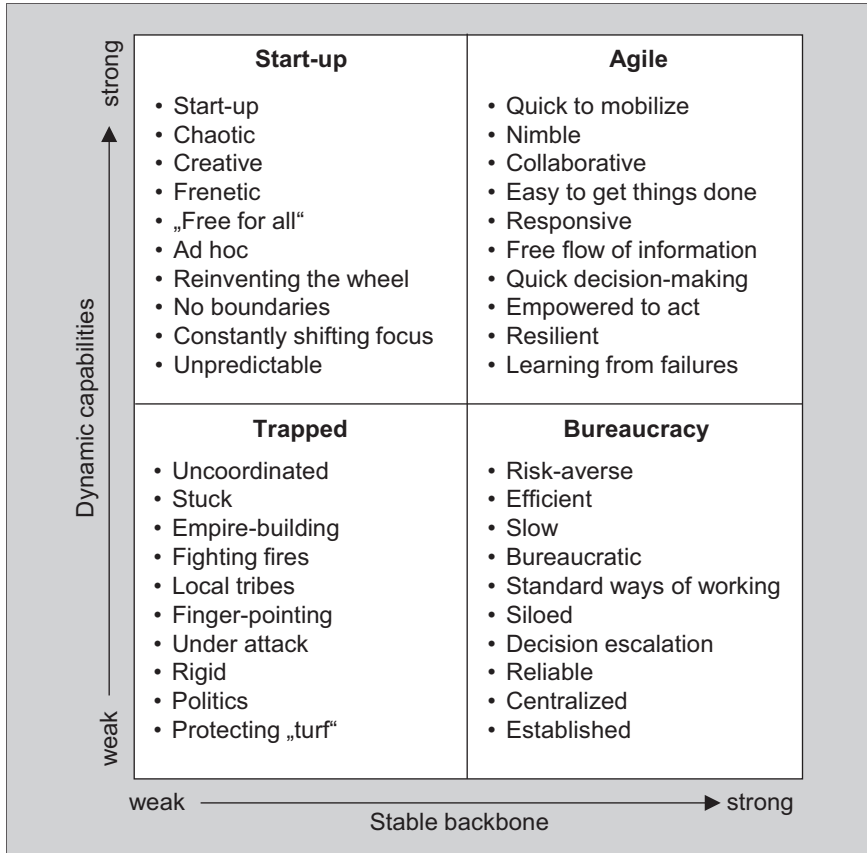 strong
Dynamic capabilities
weak
Start-up
• Start-up
• Chaotic
• Creative
• Frenetic
• „Free for all“
• Ad hoc
• Reinventing the wheel
• No boundaries
• Constantly shifting focus
• Unpredictable
Agile
• Quick to mobilize
• Nimble
• Collaborative
• Easy to get things done
• Responsive
• Free flow of information
• Quick decision-making
• Empowered to act
• Resilient
• Learning from failures
Trapped
• Uncoordinated
• Stuck
• Empire-building
• Fighting fires
• Local tribes
• Finger-pointing
• Under attack
• Rigid
• Politics
• Protecting „turf“
Bureaucracy
• Risk-averse
• Efficient
• Slow
• Bureaucratic
• Standard ways of working
• Siloed
• Decision escalation
• Reliable
• Centralized
• Established
weak
strong
Stable backbone